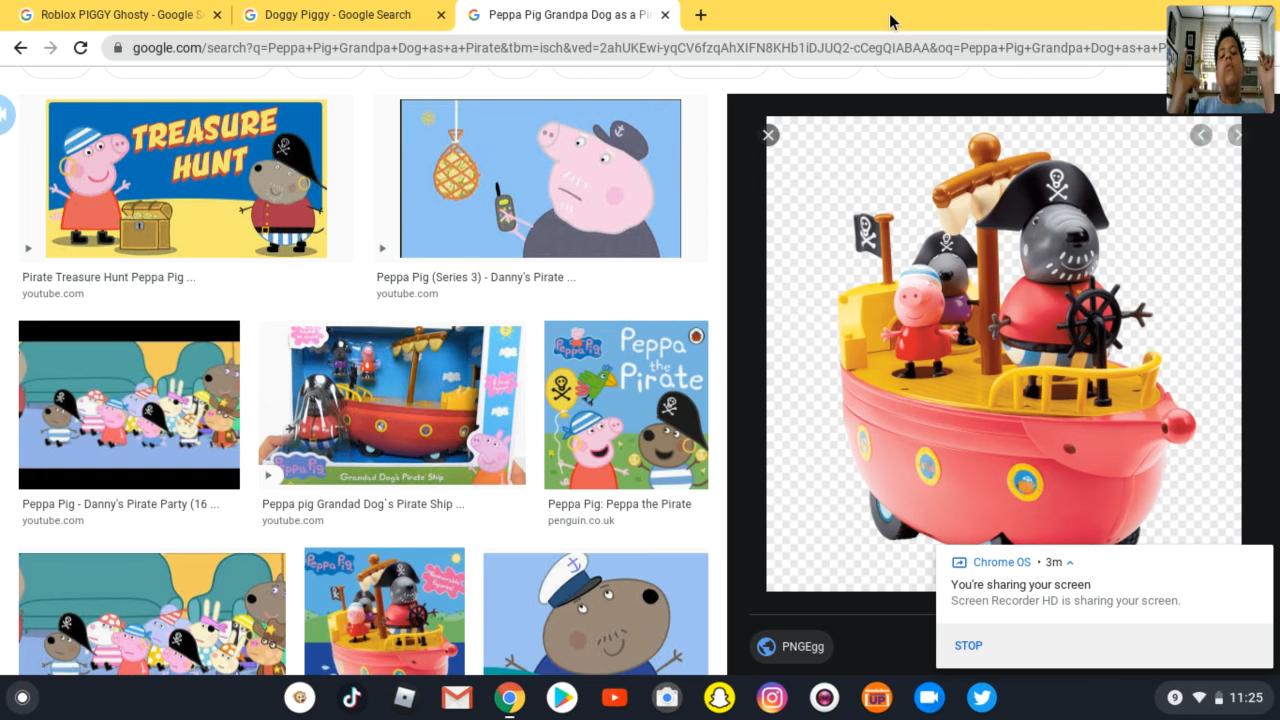 Roblox PIGGY Ghosty - Google S
Doggy Piggy - Google Search
Peppa Pig Grandpa Dog as a Pi
google.com/search?q=Peppa+Pig+Grandpa+Dog+as+a+Pirate&tbm=isch&ved=2ahUKEwi-yqCV6fzqAhXIFN8KHb1iDJUQ2-cCegQIABAA&oq=Peppa+Pig+Grandpa+Dog+as+a+P
TREASURE
HUNT
Pirate Treasure Hunt Peppa Pig ...
youtube.com
Peppa Pig (Series 3) - Danny's Pirate ...
youtube.com
Peppa Pig
Grandad Dog's Pirate Ship
Peppa Pig
Peppa
the
Pirate
Peppa Pig - Danny's Pirate Party (16 ...
youtube.com
Peppa pig Grandad Dog`s Pirate Ship ...
youtube.com
Peppa Pig: Peppa the Pirate
penguin.co.uk
Peppa Pig
PNGEgg
Chrome OS • 3m
You're sharing your screen
Screen Recorder HD is sharing your screen.
STOP
UP
9
11:25